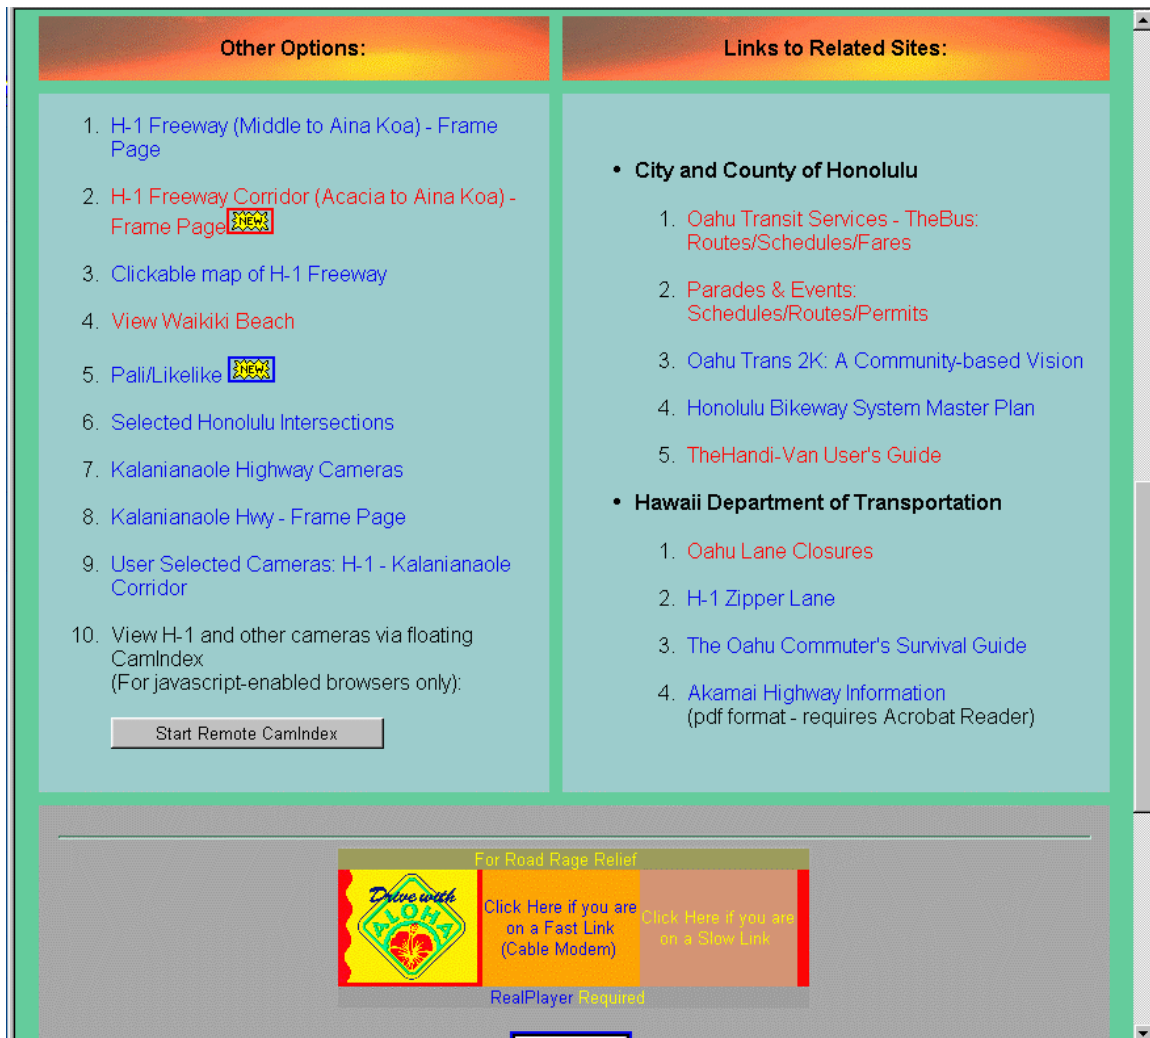 Other Options:
1. H-1 Freeway (Middle to Aina Koa) - Frame
Page
2. H-1 Freeway Corridor (Acacia to Aina Koa) -
Frame Page NEW
3. Clickable map of H-1 Freeway
4. View Waikiki Beach
5. Pali/Likelike NEW
6. Selected Honolulu Intersections
7. Kalanianaole Highway Cameras
8. Kalanianaole Hwy - Frame Page
9. User Selected Cameras: H-1 - Kalanianaole
Corridor
10. View H-1 and other cameras via floating
CamIndex
(For javascript-enabled browsers only):
Start Remote CamIndex
Links to Related Sites:
• City and County of Honolulu
1. Oahu Transit Services - TheBus:
Routes/Schedules/Fares
2. Parades & Events:
Schedules/Routes/Permits
3. Oahu Trans 2K: A Community-based Vision
4. Honolulu Bikeway System Master Plan
5. TheHandi-Van User's Guide
• Hawaii Department of Transportation
1. Oahu Lane Closures
2. H-1 Zipper Lane
3. The Oahu Commuter's Survival Guide
4. Akamai Highway Information
(pdf format - requires Acrobat Reader)
For Road Rage Relief
Drive with
ALOHA
Click Here if you are
on a Fast Link
(Cable Modem)
Click Here if you are
on a Slow Link
RealPlayer Required